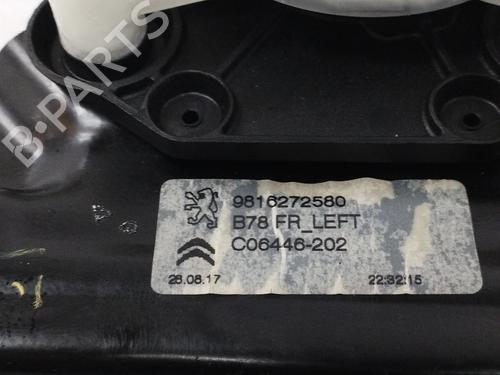 B-PARTS
9816272580
B78 FR_LEFT
C06446-202
28.08.17 22:32:15